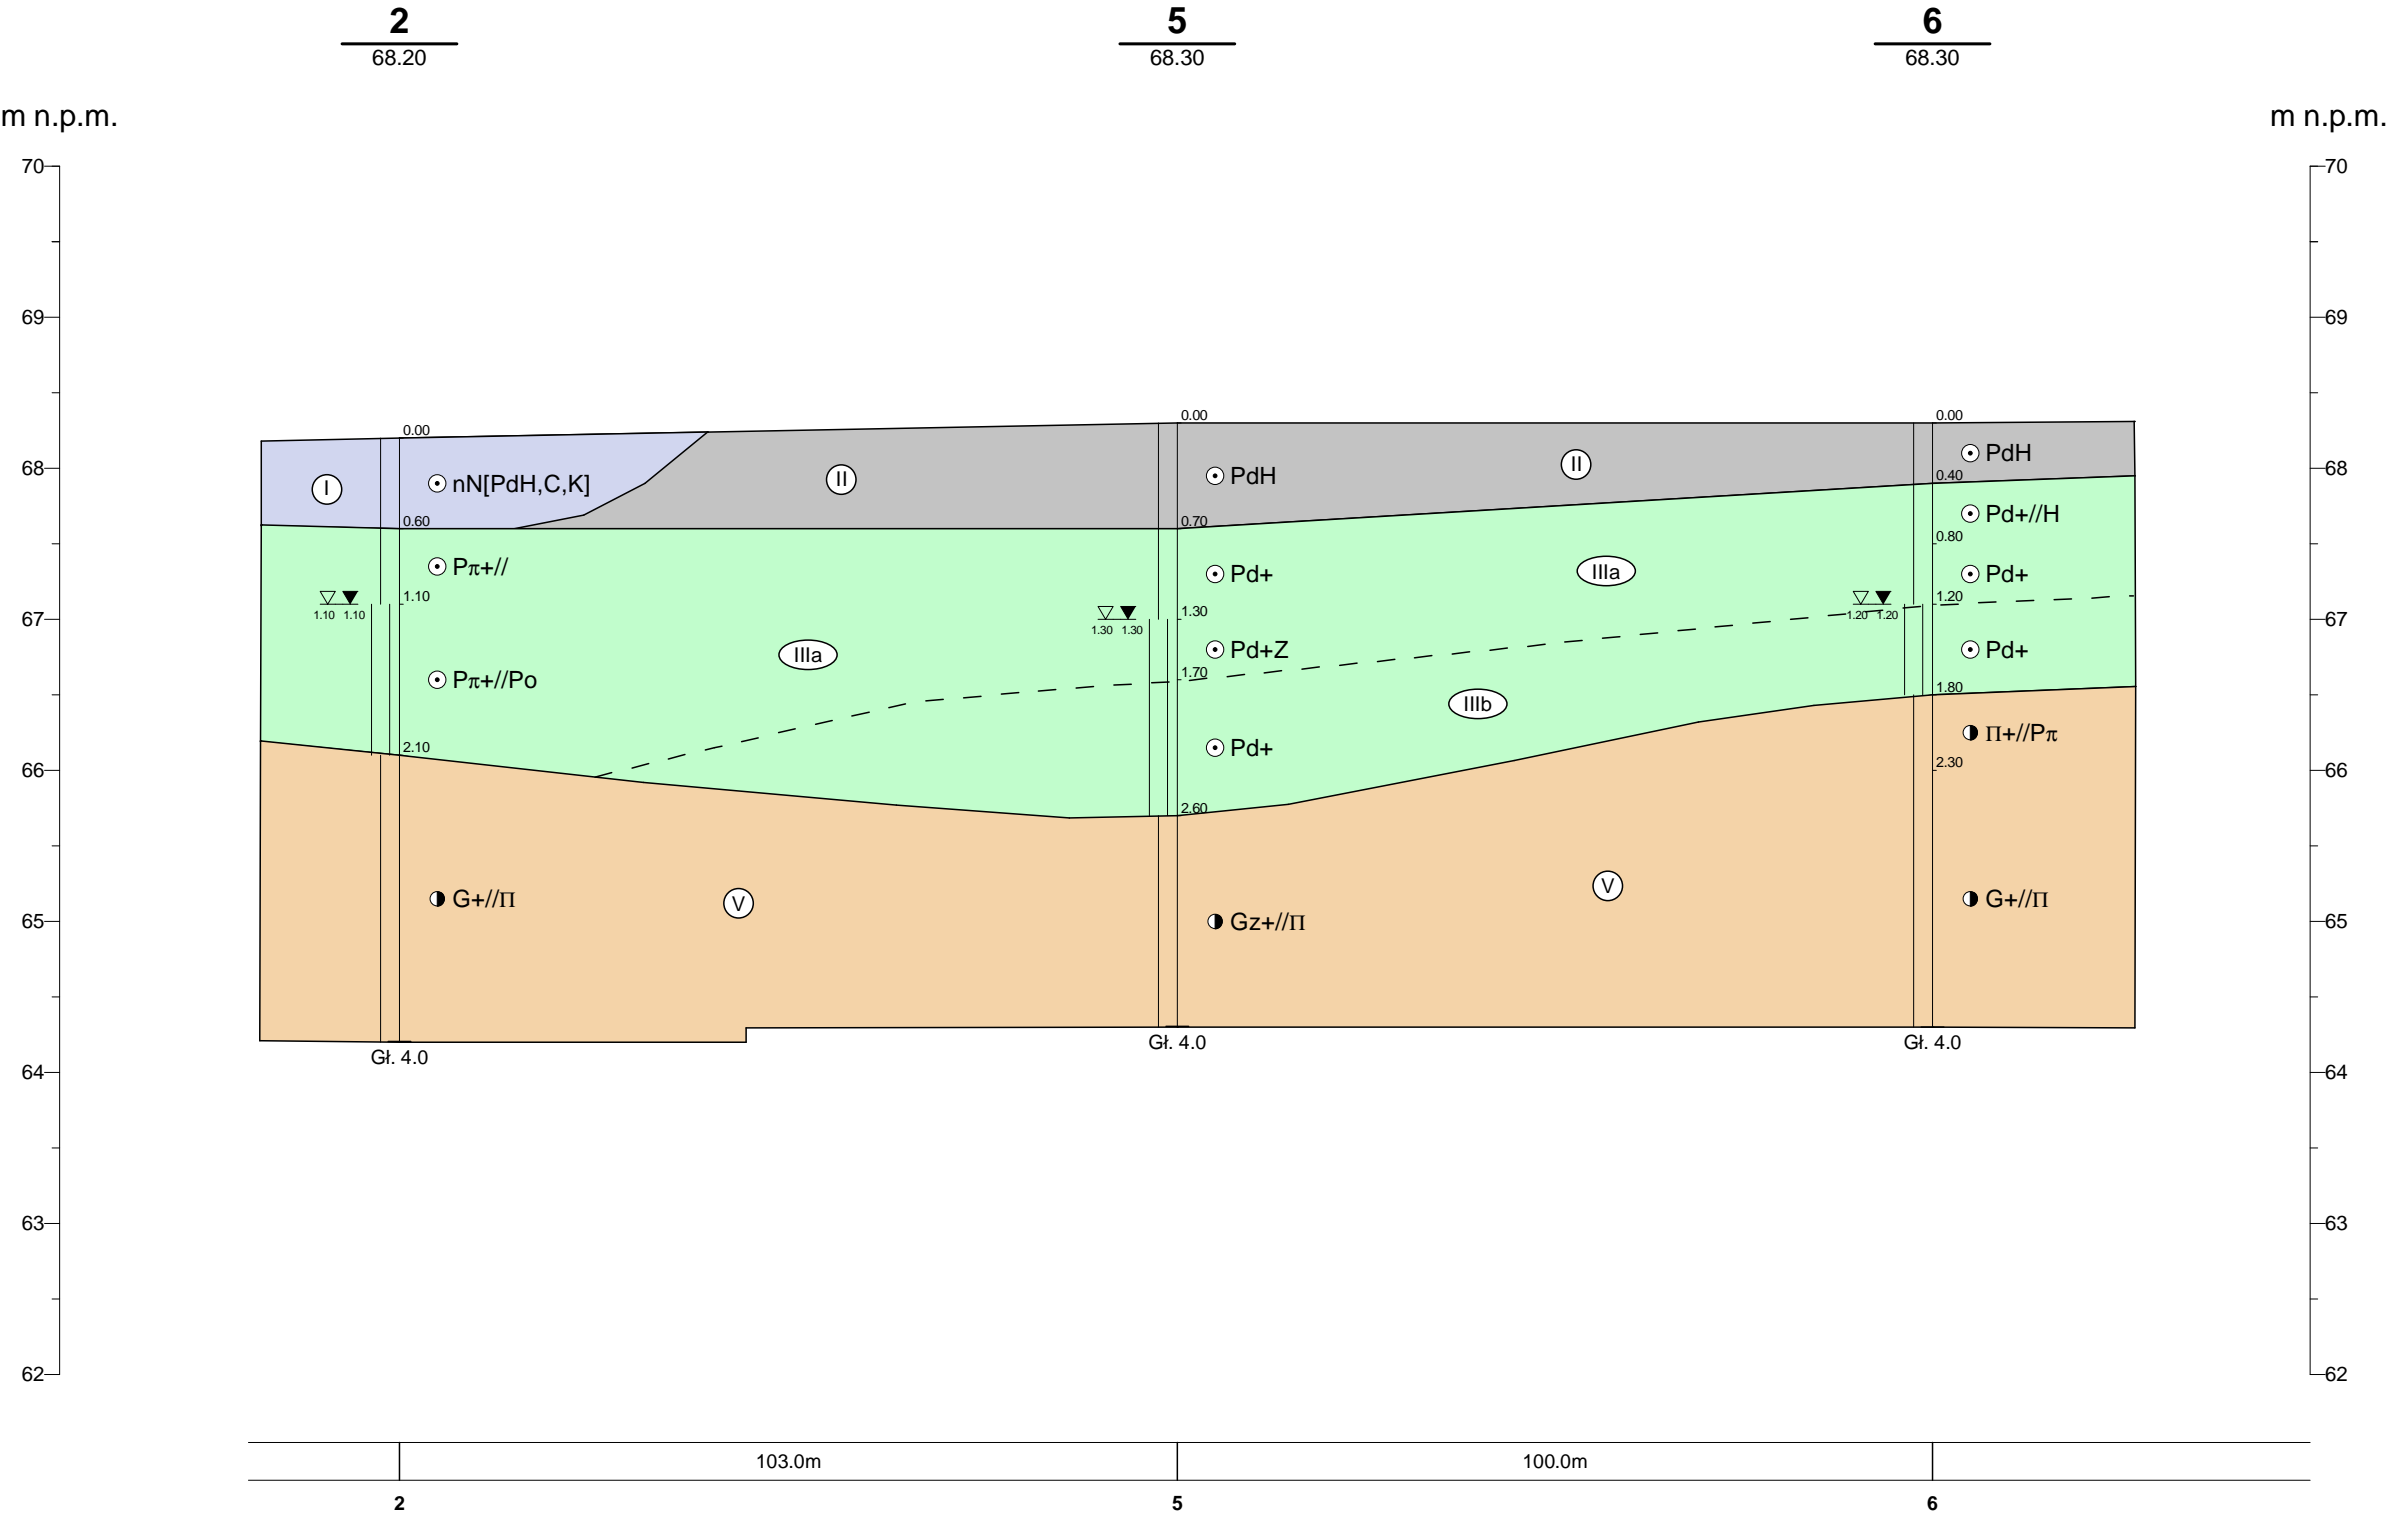 2 5 6
68.20 68.30 68.30
m n.p.m. m n.p.m.
70 70
69 69
0.00 0.00
0.00
PdH
68 68
I nN[PdH,C,K] II PdH II 0.40
0.60 0.70 Pd+//H
0.80
Pπ+// Pd+ IIIa Pd+
1.10 1.20
1.10 1.10 1.30 1.20 1.20
67 67
1.30 1.30
IIIa Pd+Z Pd+
Pπ+//Po 1.70 1.80
IIIb
Π+//Pπ
2.10 Pd+
2.30
66 66
2.60
V
G+//Π V G+//Π
65 Gz+//Π 65
Gł. 4.0 Gł. 4.0
Gł. 4.0
64 64
63 63
62 62
103.0m 100.0m
2 5 6